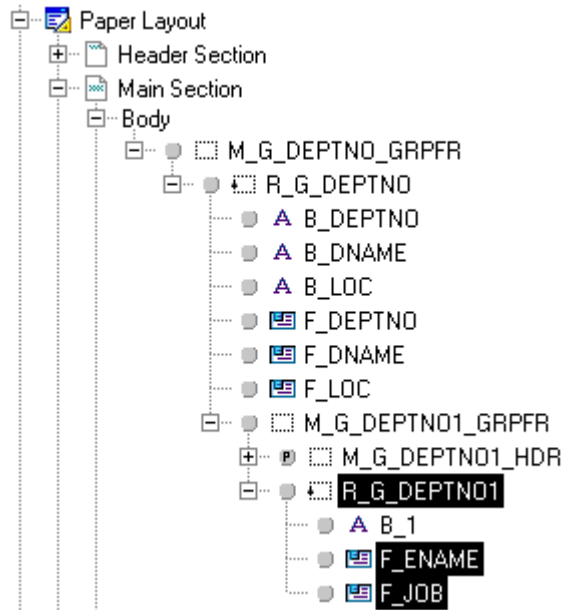 Paper Layout
Header Section
Main Section
Body
M_G_DEPTNO_GRPFR
R_G_DEPTNO
A B_DEPTNO
A B_DNAME
A B_LOC
F_DEPTNO
F_DNAME
F_LOC
M_G_DEPTNO1_GRPFR
P M_G_DEPTNO1_HDR
R_G_DEPTNO1
A B_1
F_ENAME
F_JOB